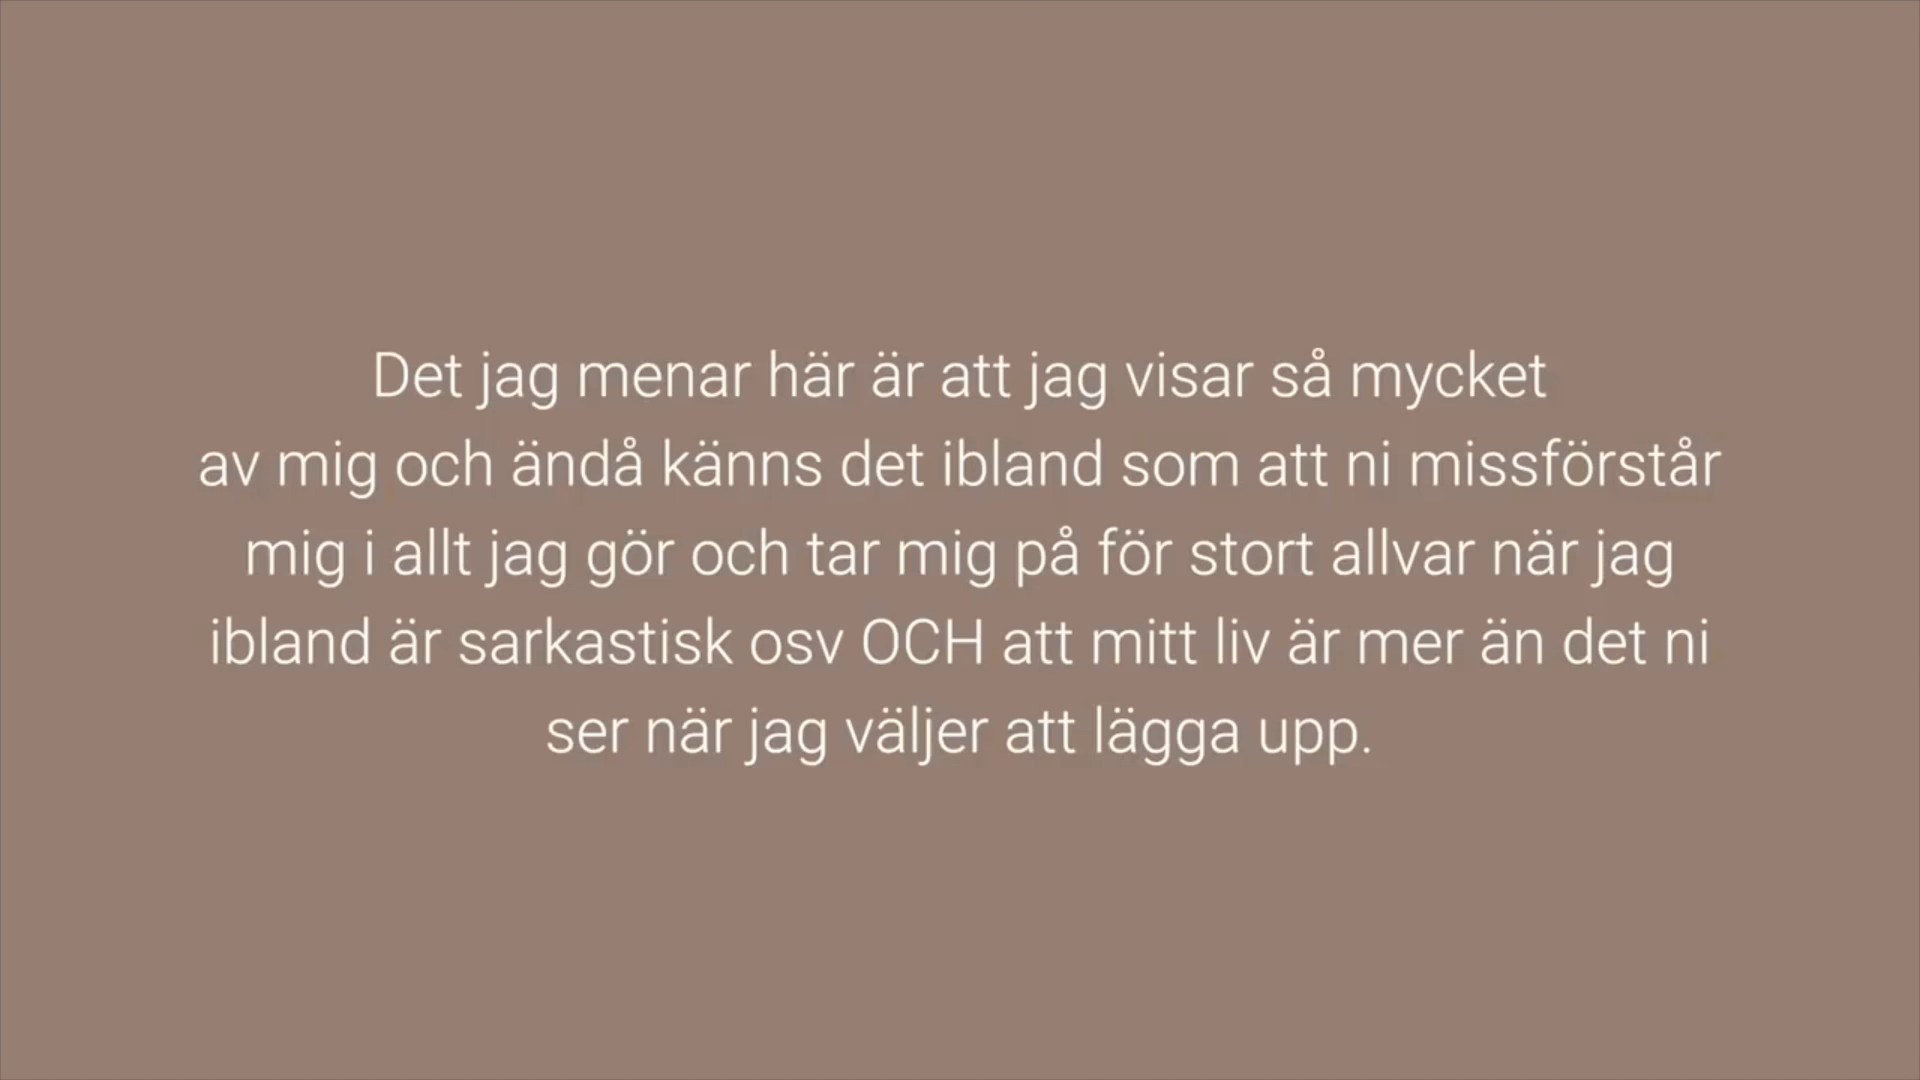 Det jag menar här är att jag visar så mycket
av mig och ändå känns det ibland som att ni missförstår
mig i allt jag gör och tar mig på för stort allvar när jag
ibland är sarkastisk osv OCH att mitt liv är mer än det ni
ser när jag väljer att lägga upp.